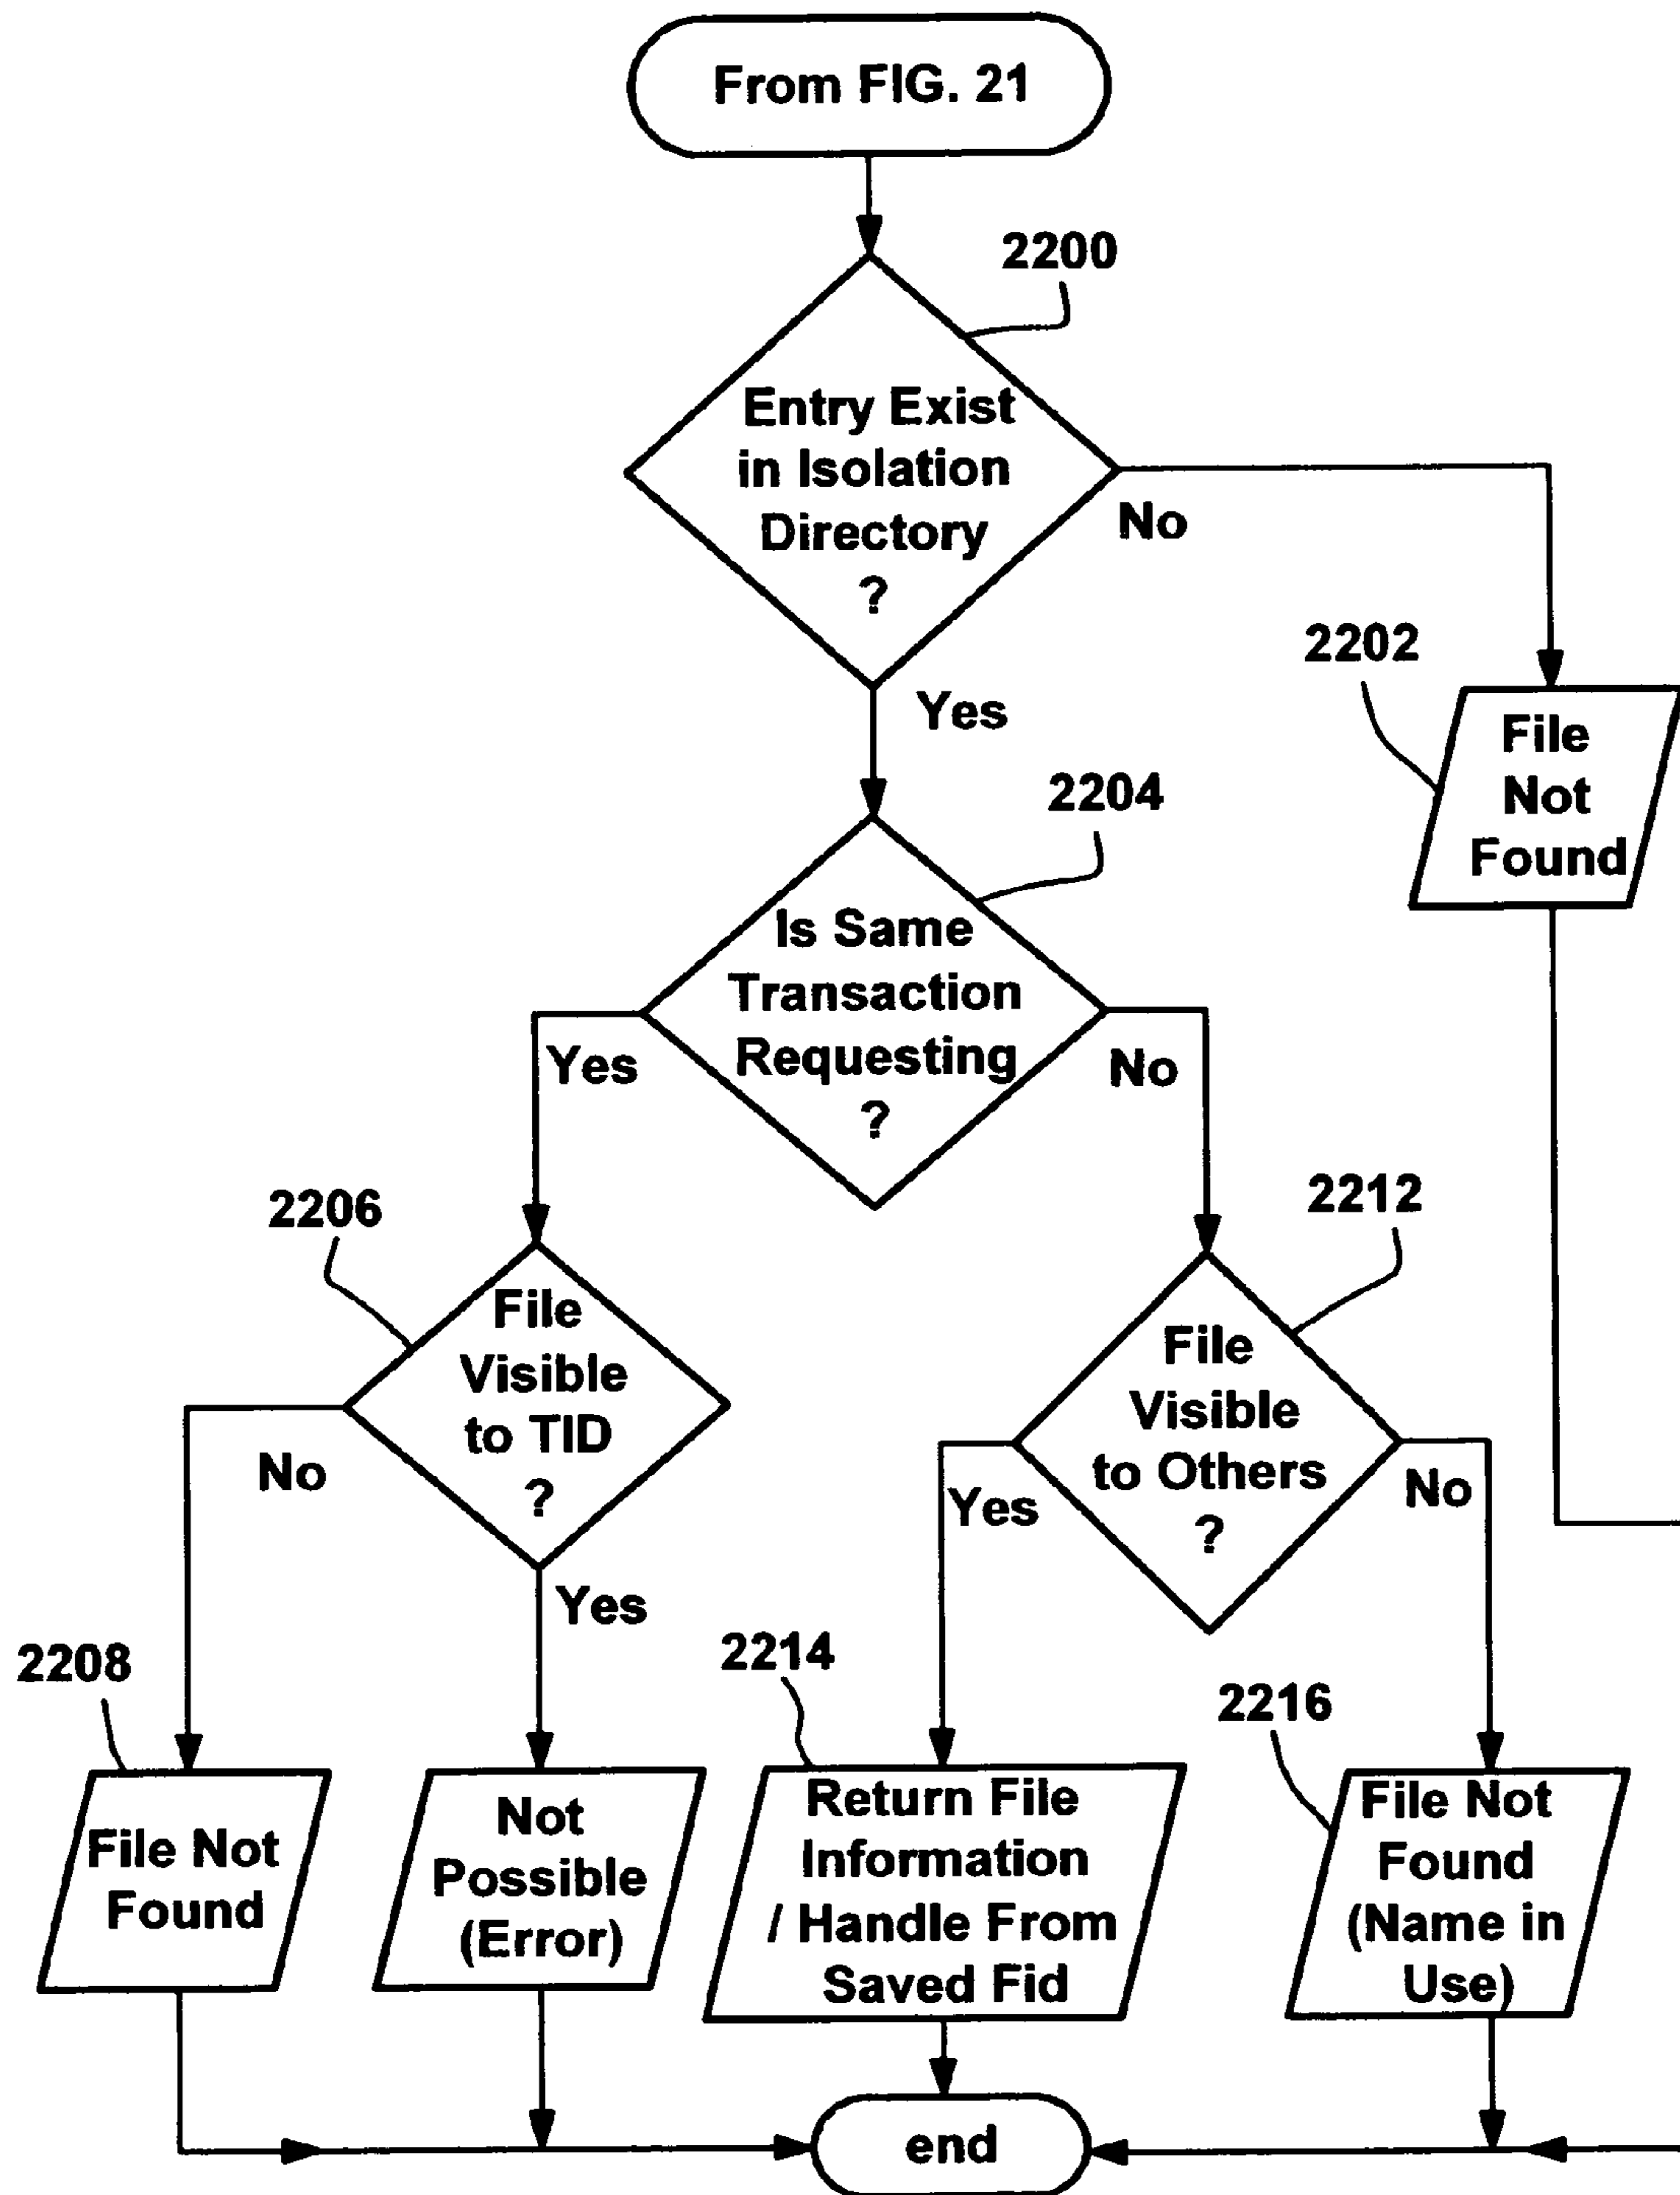 From FIG. 21
2200
Entry Exist
in Isolation
Directory
?
No
Yes
2202
File
Not
Found
2204
Is Same
Transaction
Requesting
?
Yes
No
2206
File
Visible
to TID
?
No
Yes
2212
File
Visible
to Others
?
Yes
No
2208
File Not
Found
Not
Possible
(Error)
2214
Return File
Information
/ Handle From
Saved Fid
2216
File Not
Found
(Name in
Use)
end